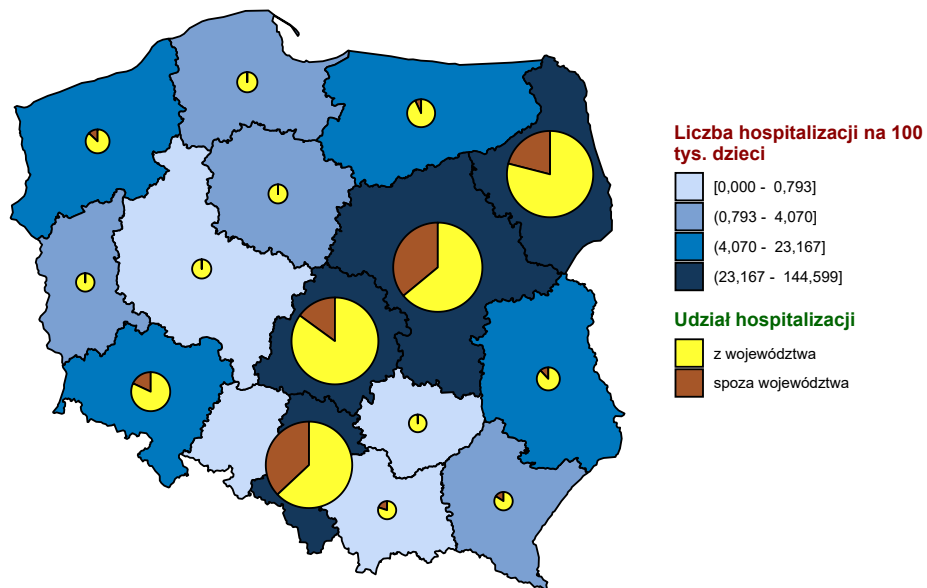 Liczba hospitalizacji na 100
tys. dzieci
[0,000 - 0,793]
(0,793 - 4,070]
(4,070 - 23,167]
(23,167 - 144,599]
Udział hospitalizacji
z województwa
spoza województwa